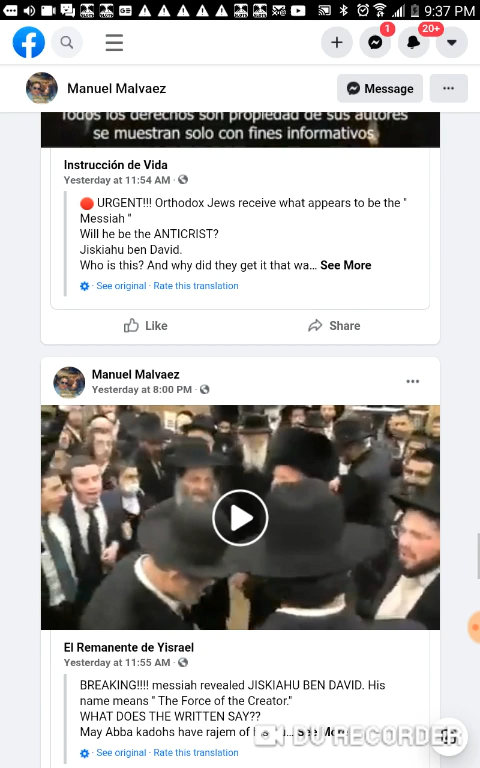 9:37 PM
1
20+
Manuel Malvaez
Message
Todos los derechos son propiedad de sus autores
se muestran solo con fines informativos
Instrucción de Vida
Yesterday at 11:54 AM ·
URGENT!!! Orthodox Jews receive what appears to be the "
Messiah "
Will he be the ANTICRIST?
Jiskiahu ben David.
Who is this? And why did they get it that wa... See More
· See original · Rate this translation
Like
Share
Manuel Malvaez
Yesterday at 8:00 PM ·
El Remanente de Yisrael
Yesterday at 11:55 AM ·
BREAKING!!!! messiah revealed JISKIAHU BEN DAVID. His
name means " The Force of the Creator."
WHAT DOES THE WRITTEN SAY??
May Abba kadohs have rajem of
See More
DU RECORDER
· See original · Rate this translation